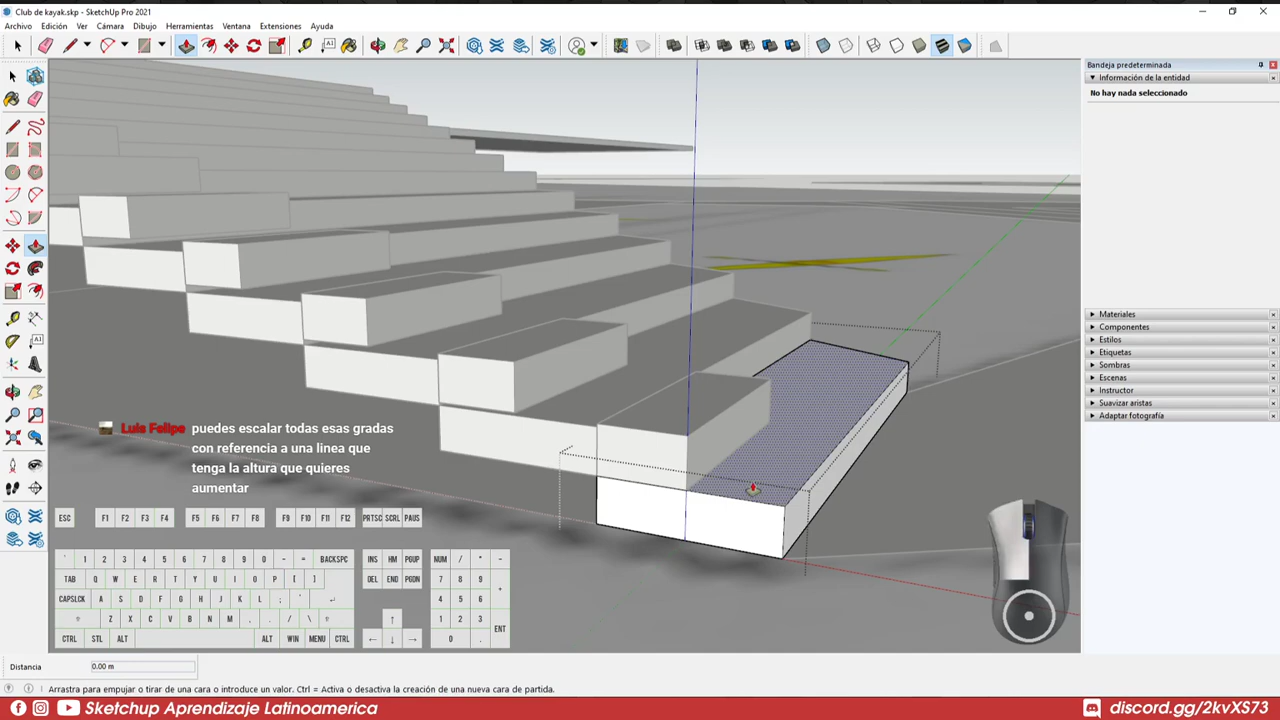 Club de kayak.skp - SketchUp Pro 2021
Archivo Edición Ver Cámara Dibujo Herramientas Ventana Extensiones Ayuda
Bandeja predeterminada
Información de la entidad
No hay nada seleccionado
Materiales
Componentes
Estilos
Etiquetas
Sombras
Escenas
Instructor
Suavizar aristas
Adaptar fotografía
Luis Felipe puedes escalar todas esas gradas
con referencia a una linea que
tenga la altura que quieres
aumentar
ESC F1 F2 F3 F4 F5 F6 F7 F8 F9 F10 F11 F12 PRTSC SCRL PAUS
` 1 2 3 4 5 6 7 8 9 0 - = BACKSPC INS HM PGUP NUM / * -
TAB Q W E R T Y U I O P [ ] DEL END PGDN 7 8 9
CAPSLCK A S D F G H J K L ; ' ↵ 4 5 6 +
⇧ Z X C V B N M , . / \ ⇧ ↑ 1 2 3
CTRL STL ALT ALT WIN MENU CTRL ← ↓ → 0 . ENT
Distancia 0.00 m
Arrastra para empujar o tirar de una cara o introduce un valor. Ctrl = Activa o desactiva la creación de una nueva cara de partida.
Sketchup Aprendizaje Latinoamerica
discord.gg/2kvXS73